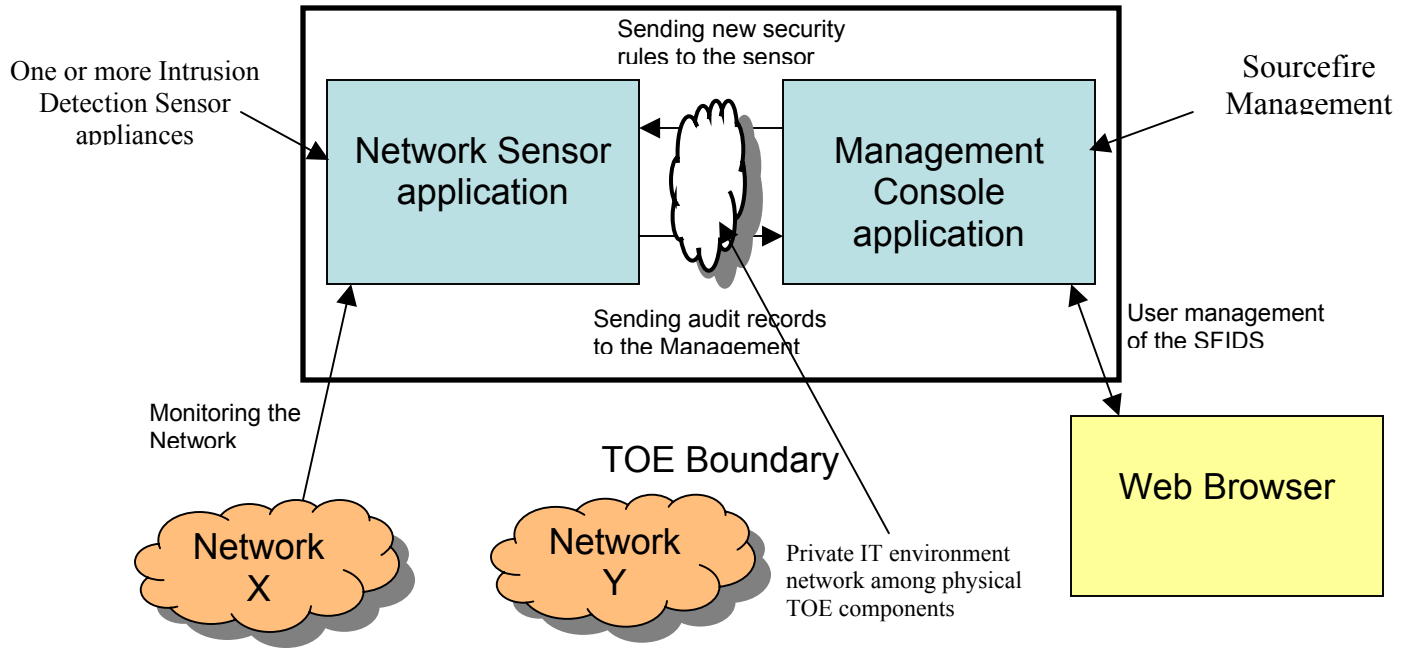 Sending new security
rules to the sensor
One or more Intrusion
Detection Sensor
appliances
Sourcefire
Management
Network Sensor
application
Management
Console
application
Sending audit records
to the Management
User management
of the SFIDS
Monitoring the
Network
TOE Boundary
Web Browser
Network
X
Network
Y
Private IT environment
network among physical
TOE components